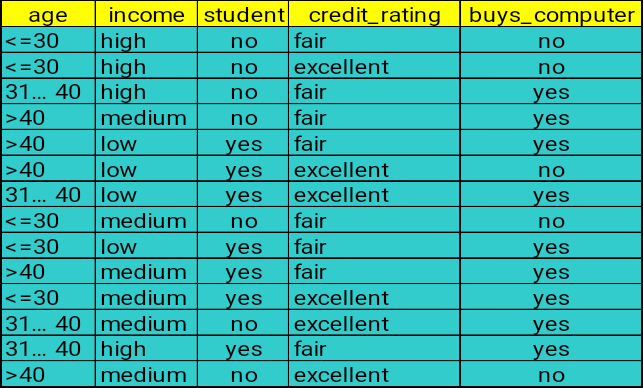 age income student credit_rating buys_computer
<=30 high no fair no
<=30 high no excellent no
31… 40 high no fair yes
>40 medium no fair yes
>40 low yes fair yes
>40 low yes excellent no
31… 40 low yes excellent yes
<=30 medium no fair no
<=30 low yes fair yes
>40 medium yes fair yes
<=30 medium yes excellent yes
31… 40 medium no excellent yes
31… 40 high yes fair yes
>40 medium no excellent no